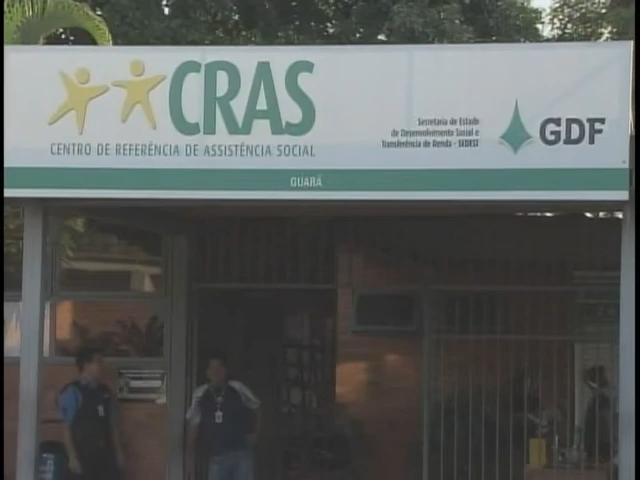 CRAS
CENTRO DE REFERÊNCIA DE ASSISTÊNCIA SOCIAL
Secretaria de Estado
de Desenvolvimento Social e
Transferência de Renda - SEDEST
GDF
GUARÁ